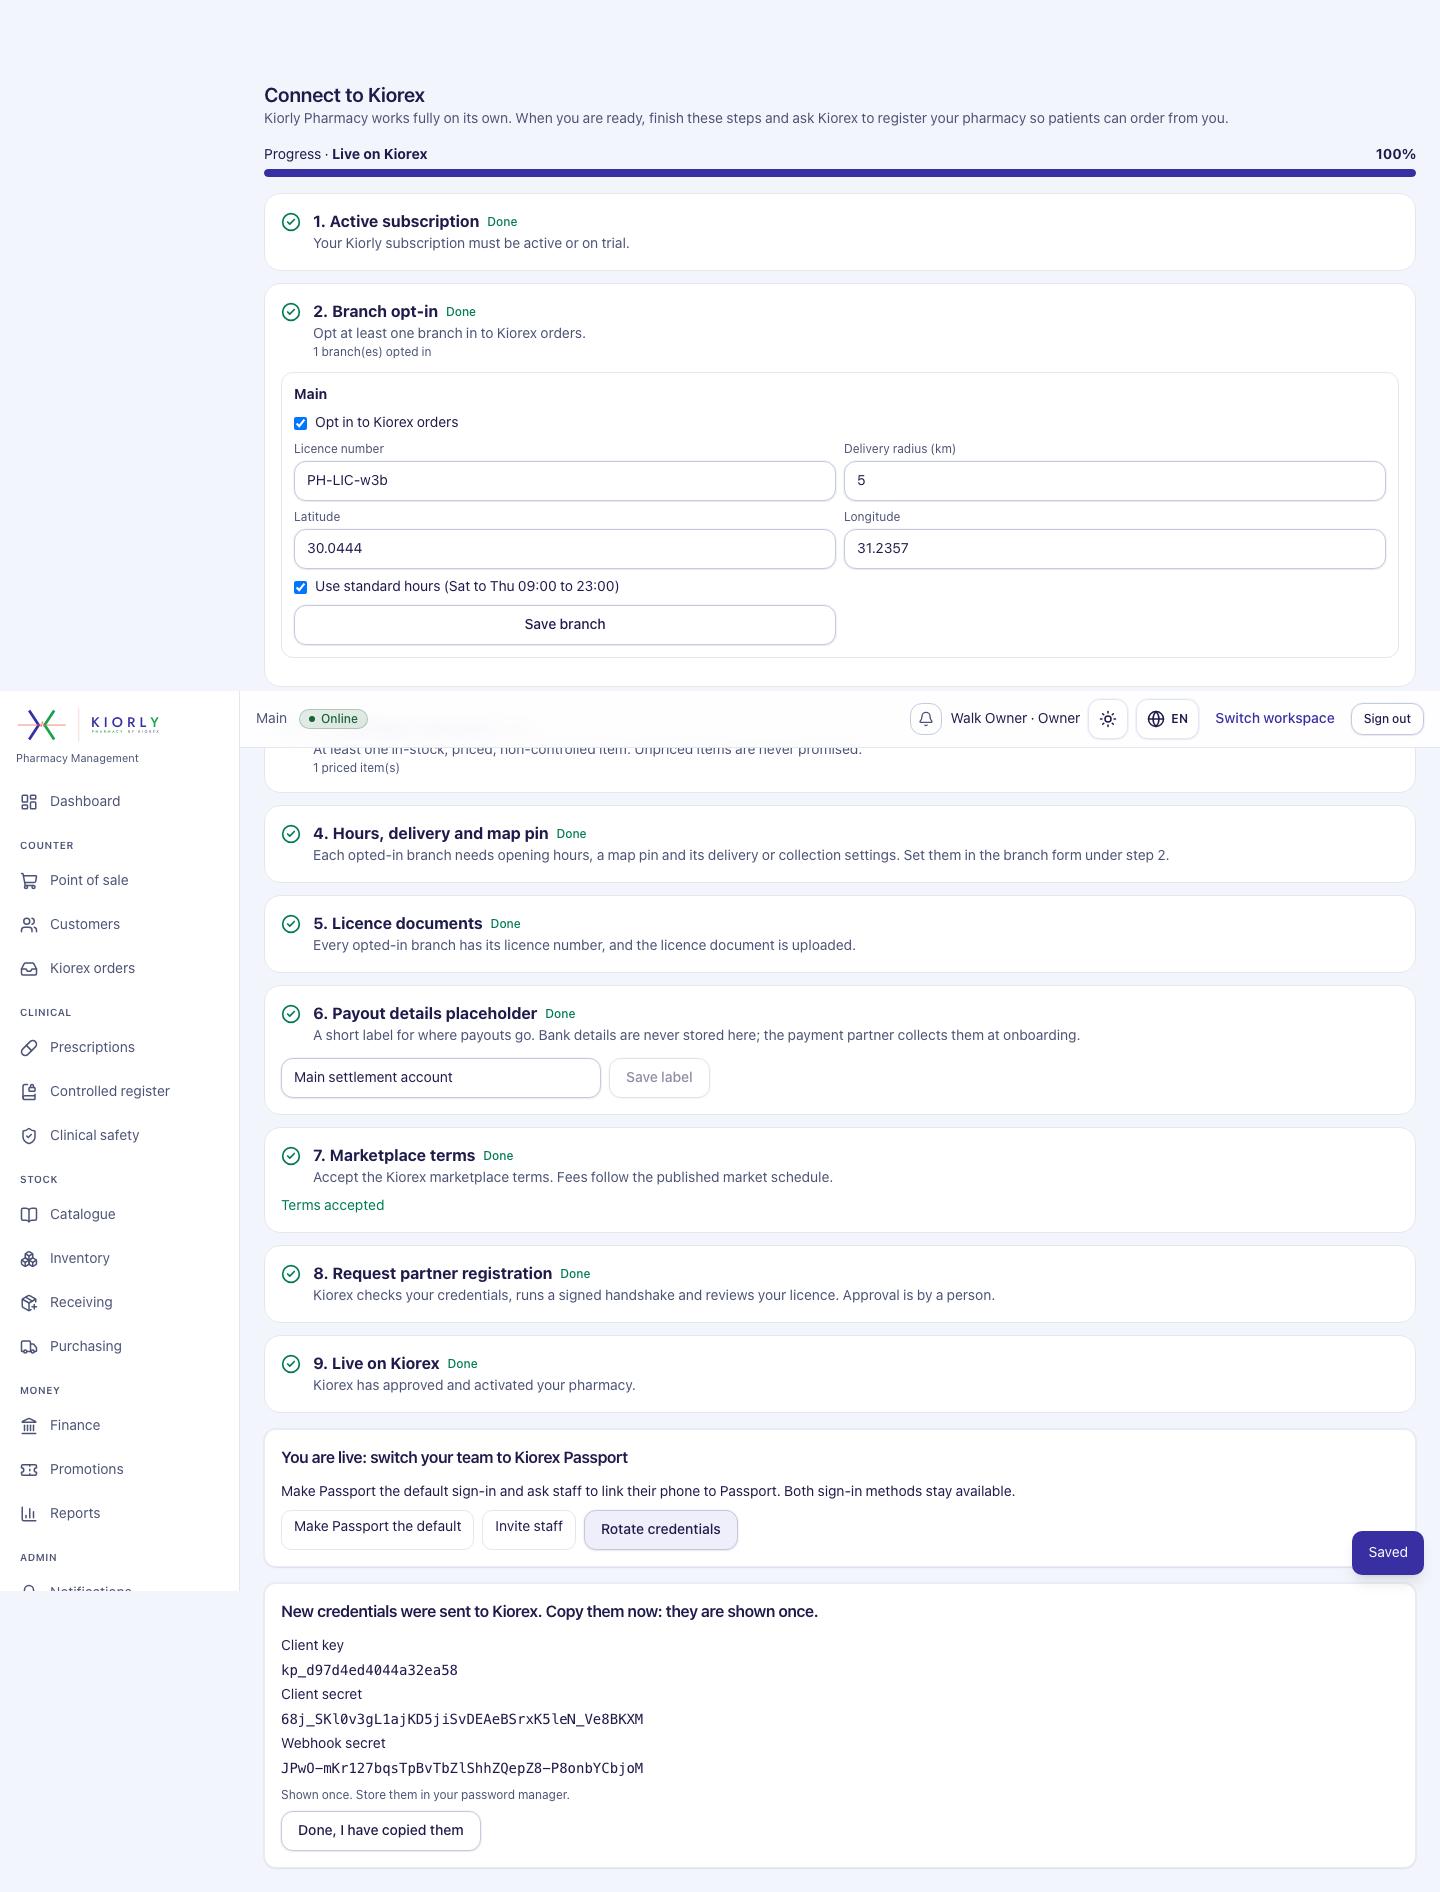 Connect to Kiorex
Kiorly Pharmacy works fully on its own. When you are ready, finish these steps and ask Kiorex to register your pharmacy so patients can order from you.
Progress · Live on Kiorex
100%
1. Active subscription Done
Your Kiorly subscription must be active or on trial.
2. Branch opt-in Done
Opt at least one branch in to Kiorex orders.
1 branch(es) opted in
Main
Opt in to Kiorex orders
Licence number
Delivery radius (km)
PH-LIC-w3b
5
Latitude
Longitude
30.0444
31.2357
Use standard hours (Sat to Thu 09:00 to 23:00)
Save branch
KIORLY
PHARMACY BY KIOREX
Pharmacy Management
Main
Online
Walk Owner · Owner
EN
Switch workspace
Sign out
At least one in-stock, priced, non-controlled item. Unpriced items are never promised.
1 priced item(s)
Dashboard
COUNTER
Point of sale
Customers
Kiorex orders
CLINICAL
Prescriptions
Controlled register
Clinical safety
STOCK
Catalogue
Inventory
Receiving
Purchasing
MONEY
Finance
Promotions
Reports
ADMIN
Notifications
4. Hours, delivery and map pin Done
Each opted-in branch needs opening hours, a map pin and its delivery or collection settings. Set them in the branch form under step 2.
5. Licence documents Done
Every opted-in branch has its licence number, and the licence document is uploaded.
6. Payout details placeholder Done
A short label for where payouts go. Bank details are never stored here; the payment partner collects them at onboarding.
Main settlement account
Save label
7. Marketplace terms Done
Accept the Kiorex marketplace terms. Fees follow the published market schedule.
Terms accepted
8. Request partner registration Done
Kiorex checks your credentials, runs a signed handshake and reviews your licence. Approval is by a person.
9. Live on Kiorex Done
Kiorex has approved and activated your pharmacy.
You are live: switch your team to Kiorex Passport
Make Passport the default sign-in and ask staff to link their phone to Passport. Both sign-in methods stay available.
Make Passport the default
Invite staff
Rotate credentials
Saved
New credentials were sent to Kiorex. Copy them now: they are shown once.
Client key
kp_d97d4ed4044a32ea58
Client secret
68j_SKl0v3gL1ajKD5jiSvDEAeBSrxK5leN_Ve8BKXM
Webhook secret
JPwO-mKr127bqsTpBvTbZlShhZQepZ8-P8onbYCbjoM
Shown once. Store them in your password manager.
Done, I have copied them